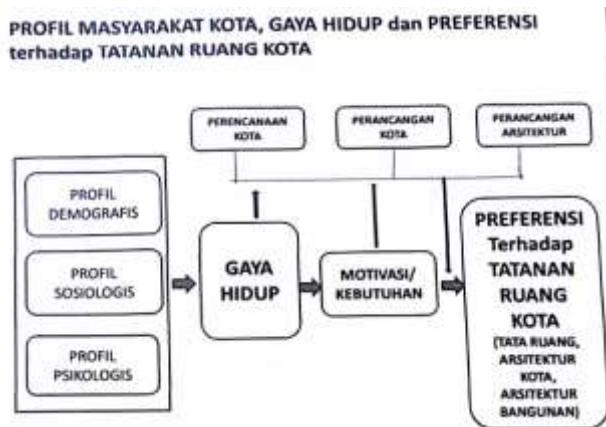 PROFIL MASYARAKAT KOTA, GAYA HIDUP dan PREFERENSI
terhadap TATANAN RUANG KOTA
PERENCANAAN
KOTA
PERANCANGAN
KOTA
PERANCANGAN
ARSITEKTUR
PROFIL
DEMOGRAFIS
PROFIL
SOSIOLOGIS
PROFIL
PSIKOLOGIS
GAYA
HIDUP
MOTIVASI/
KEBUTUHAN
PREFERENSI
Terhadap
TATANAN
RUANG
KOTA
(TATA RUANG,
ARSITEKTUR
KOTA,
ARSITEKTUR
BANGUNAN)